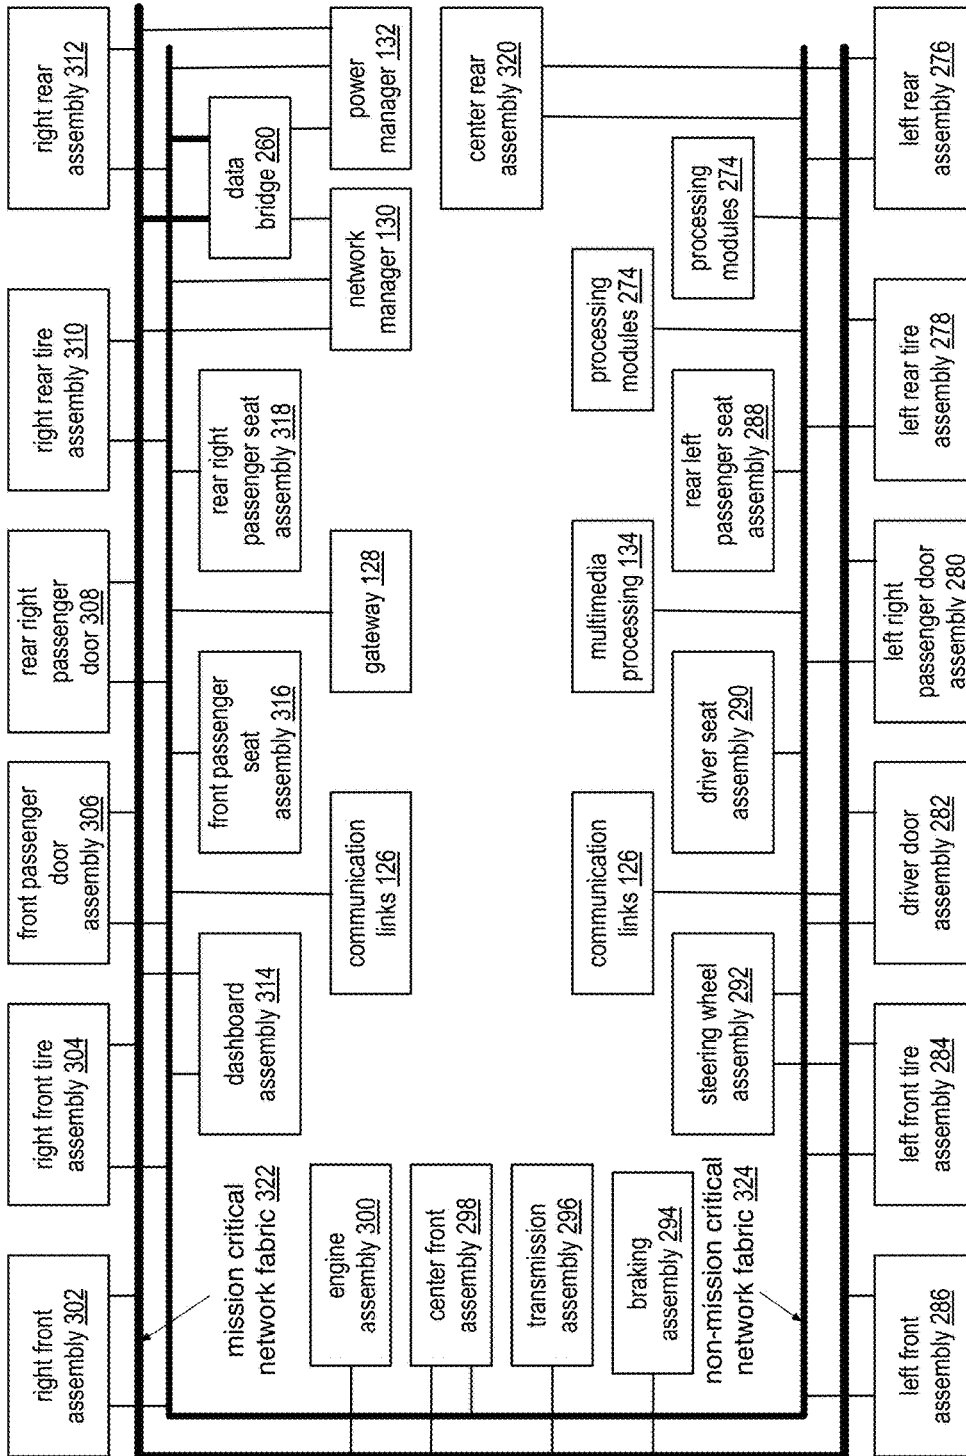 right front
assembly 302
right front tire
assembly 304
front passenger
door
assembly 306
rear right
passenger
door 308
right rear tire
assembly 310
right rear
assembly 312
mission critical
network fabric 322
dashboard
assembly 314
front passenger
seat
assembly 316
rear right
passenger seat
assembly 318
data
bridge 260
engine
assembly 300
communication
links 126
gateway 128
network
manager 130
power
manager 132
center front
assembly 298
center rear
assembly 320
transmission
assembly 296
communication
links 126
multimedia
processing 134
processing
modules 274
braking
assembly 294
non-mission critical
network fabric 324
steering wheel
assembly 292
driver seat
assembly 290
rear left
passenger seat
assembly 288
processing
modules 274
left front
assembly 286
left front tire
assembly 284
driver door
assembly 282
left right
passenger door
assembly 280
left rear tire
assembly 278
left rear
assembly 276